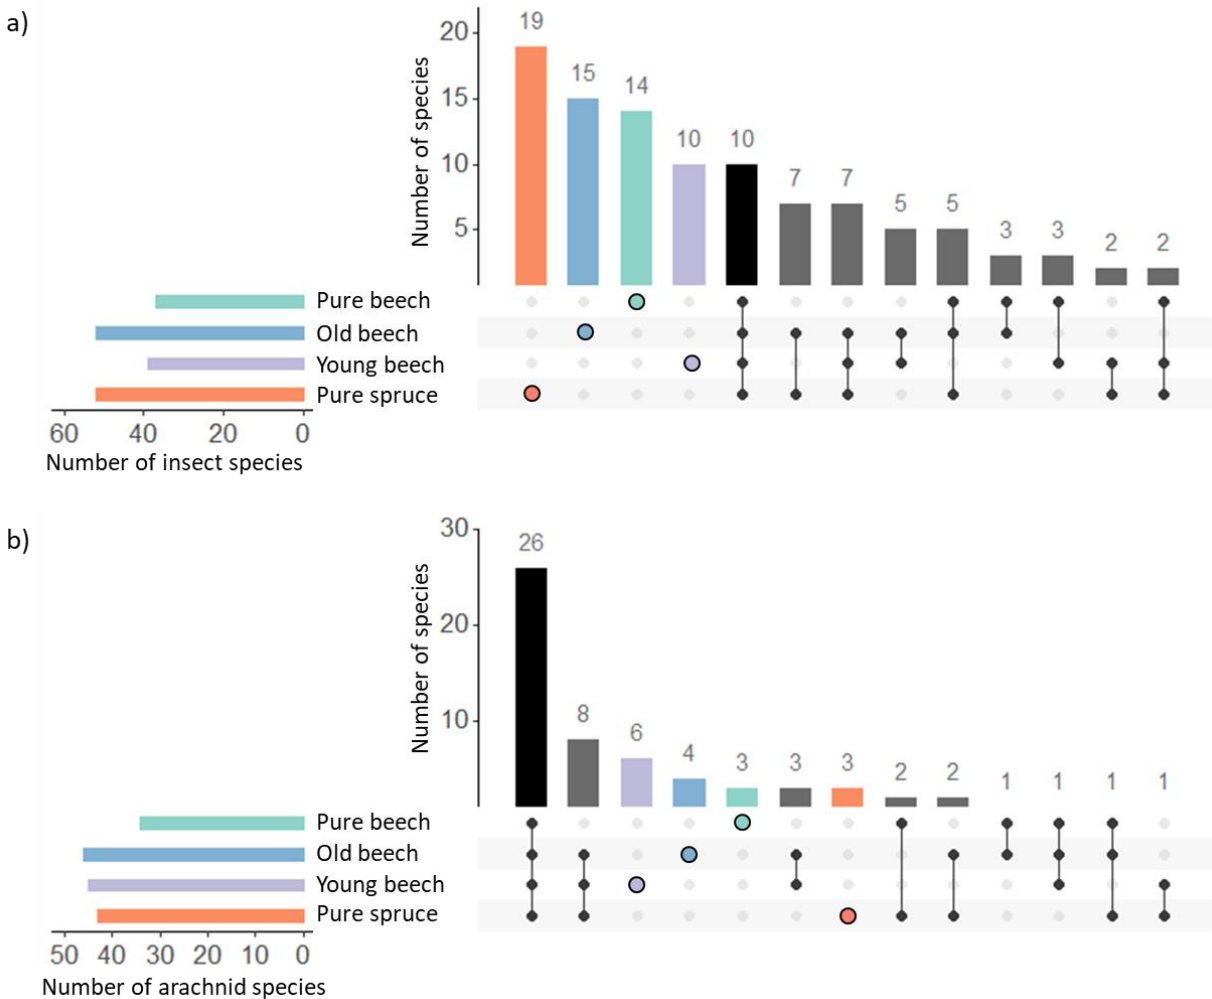 a)
Number of species
20
15
10
5
19
15
14
10
10
7
7
5
5
3
3
2
2
Pure beech
Old beech
Young beech
Pure spruce
60 40 20 0
Number of insect species
b)
Number of species
30
20
10
26
8
6
4
3
3
3
2
2
1
1
1
1
Pure beech
Old beech
Young beech
Pure spruce
50 40 30 20 10 0
Number of arachnid species